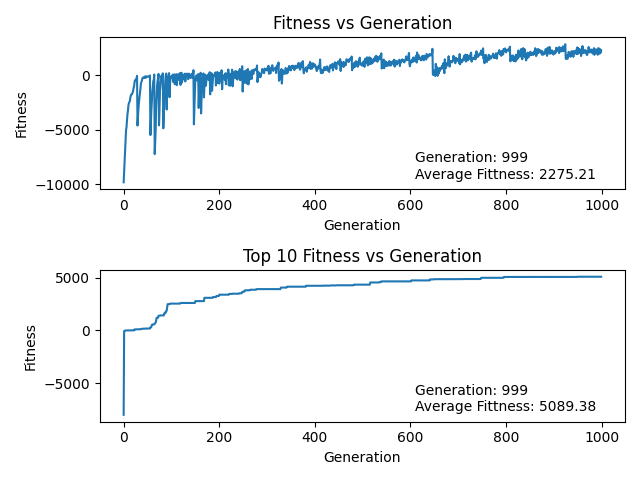 Fitness vs Generation
0
−5000
−10000
Fitness
Generation: 999
Average Fittness: 2275.21
0 200 400 600 800 1000
Generation
Top 10 Fitness vs Generation
5000
0
−5000
Fitness
Generation: 999
Average Fittness: 5089.38
0 200 400 600 800 1000
Generation